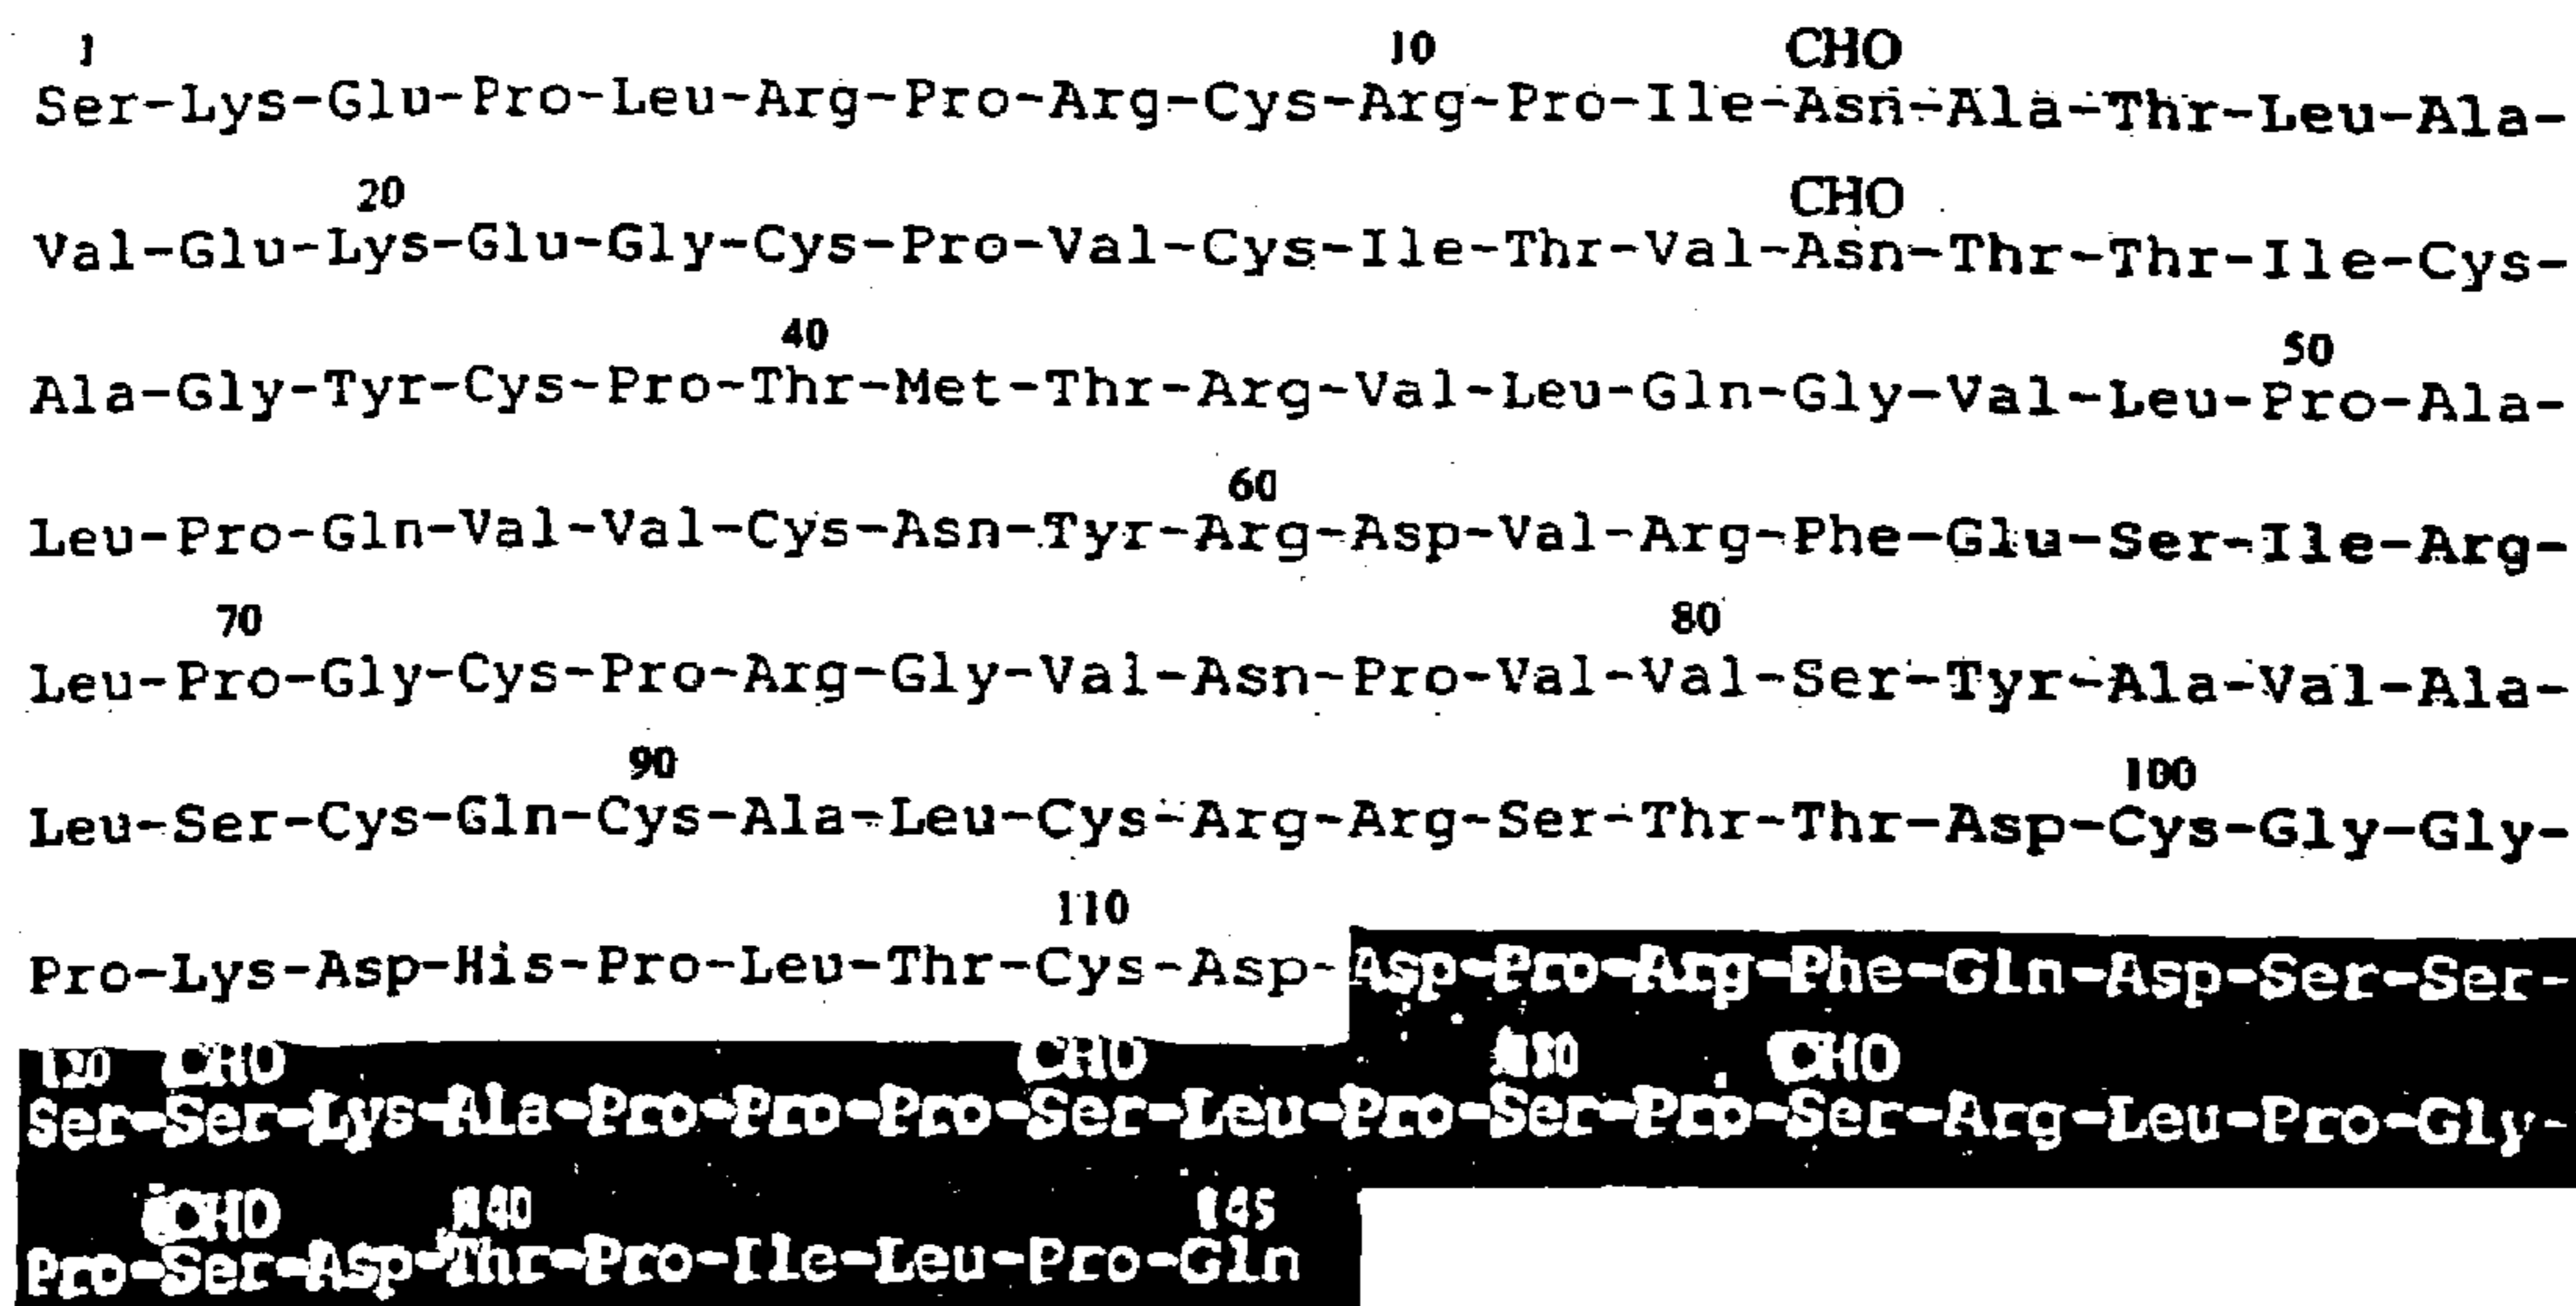 1 10 CHO
Ser-Lys-Glu-Pro-Leu-Arg-Pro-Arg-Cys-Arg-Pro-Ile-Asn-Ala-Thr-Leu-Ala-
20 CHO
Val-Glu-Lys-Glu-Gly-Cys-Pro-Val-Cys-Ile-Thr-Val-Asn-Thr-Thr-Ile-Cys-
40 50
Ala-Gly-Tyr-Cys-Pro-Thr-Met-Thr-Arg-Val-Leu-Gln-Gly-Val-Leu-Pro-Ala-
60
Leu-Pro-Gln-Val-Val-Cys-Asn-Tyr-Arg-Asp-Val-Arg-Phe-Glu-Ser-Ile-Arg-
70 80
Leu-Pro-Gly-Cys-Pro-Arg-Gly-Val-Asn-Pro-Val-Val-Ser-Tyr-Ala-Val-Ala-
90 100
Leu-Ser-Cys-Gln-Cys-Ala-Leu-Cys-Arg-Arg-Ser-Thr-Thr-Asp-Cys-Gly-Gly-
110
Pro-Lys-Asp-His-Pro-Leu-Thr-Cys-Asp-Asp-Pro-Arg-Phe-Gln-Asp-Ser-Ser-
120 CHO CHO 130 CHO
Ser-Ser-Lys-Ala-Pro-Pro-Pro-Ser-Leu-Pro-Ser-Pro-Ser-Arg-Leu-Pro-Gly-
CHO 140 145
Pro-Ser-Asp-Thr-Pro-Ile-Leu-Pro-Gln